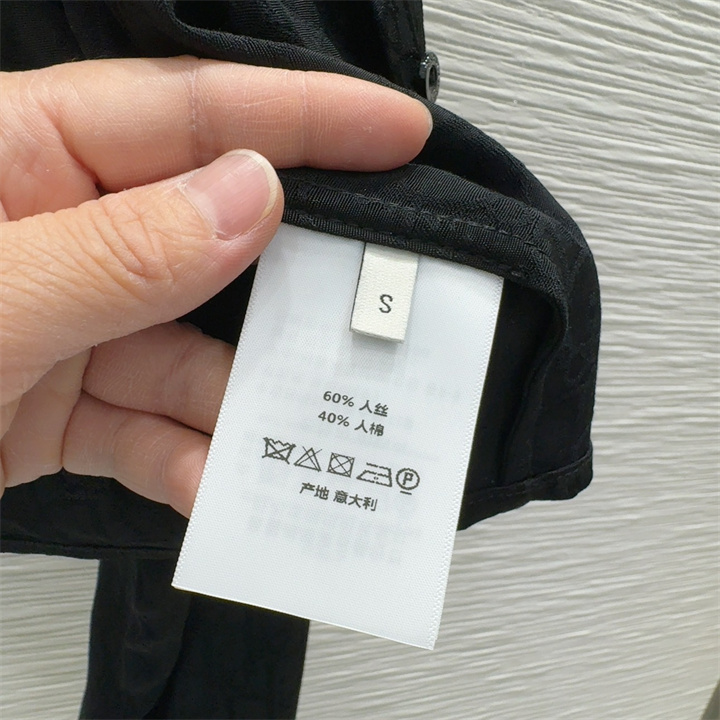 S
60% 人丝
40% 人棉
P
产地 意大利